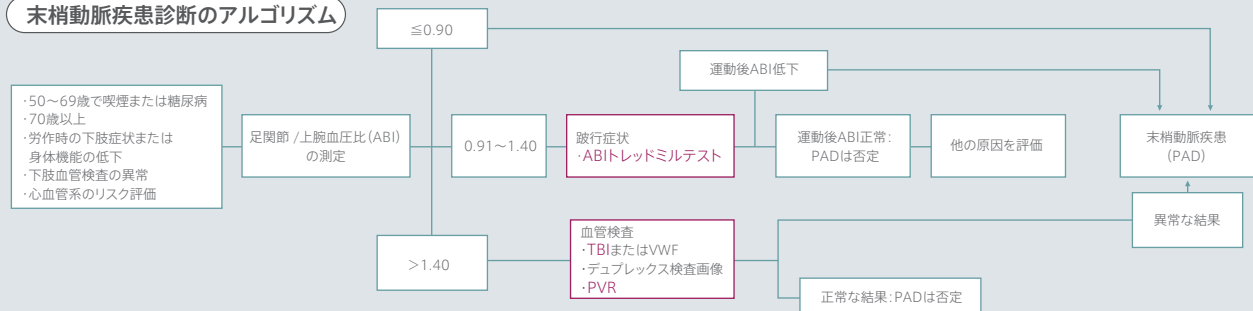 末梢動脈疾患診断のアルゴリズム
≦0.90
運動後ABI低下
・50〜69歳で喫煙または糖尿病
・70歳以上
・労作時の下肢症状または
身体機能の低下
・下肢血管検査の異常
・心血管系のリスク評価
足関節 /上腕血圧比(ABI)
の測定
0.91〜1.40
跛行症状
・ABIトレッドミルテスト
運動後ABI正常:
PADは否定
他の原因を評価
末梢動脈疾患
(PAD)
異常な結果
>1.40
血管検査
・TBIまたはVWF
・デュプレックス検査画像
・PVR
正常な結果:PADは否定